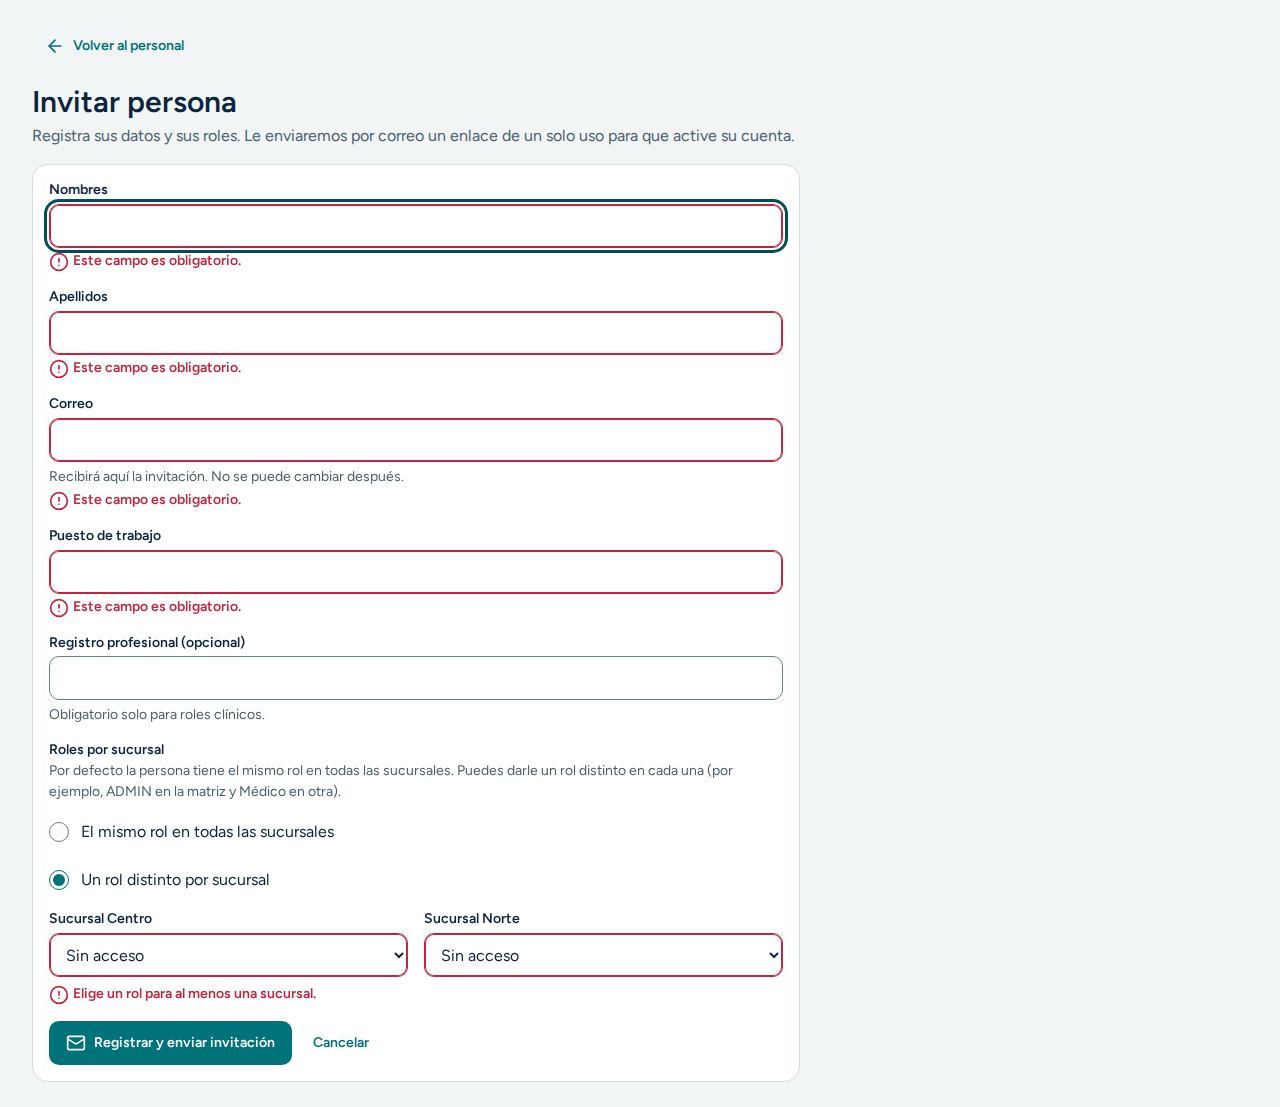 Volver al personal
Invitar persona
Registra sus datos y sus roles. Le enviaremos por correo un enlace de un solo uso para que active su cuenta.
Nombres
Este campo es obligatorio.
Apellidos
Este campo es obligatorio.
Correo
Recibirá aquí la invitación. No se puede cambiar después.
Este campo es obligatorio.
Puesto de trabajo
Este campo es obligatorio.
Registro profesional (opcional)
Obligatorio solo para roles clínicos.
Roles por sucursal
Por defecto la persona tiene el mismo rol en todas las sucursales. Puedes darle un rol distinto en cada una (por
ejemplo, ADMIN en la matriz y Médico en otra).
El mismo rol en todas las sucursales
Un rol distinto por sucursal
Sucursal Centro
Sin acceso
Sucursal Norte
Sin acceso
Elige un rol para al menos una sucursal.
Registrar y enviar invitación
Cancelar